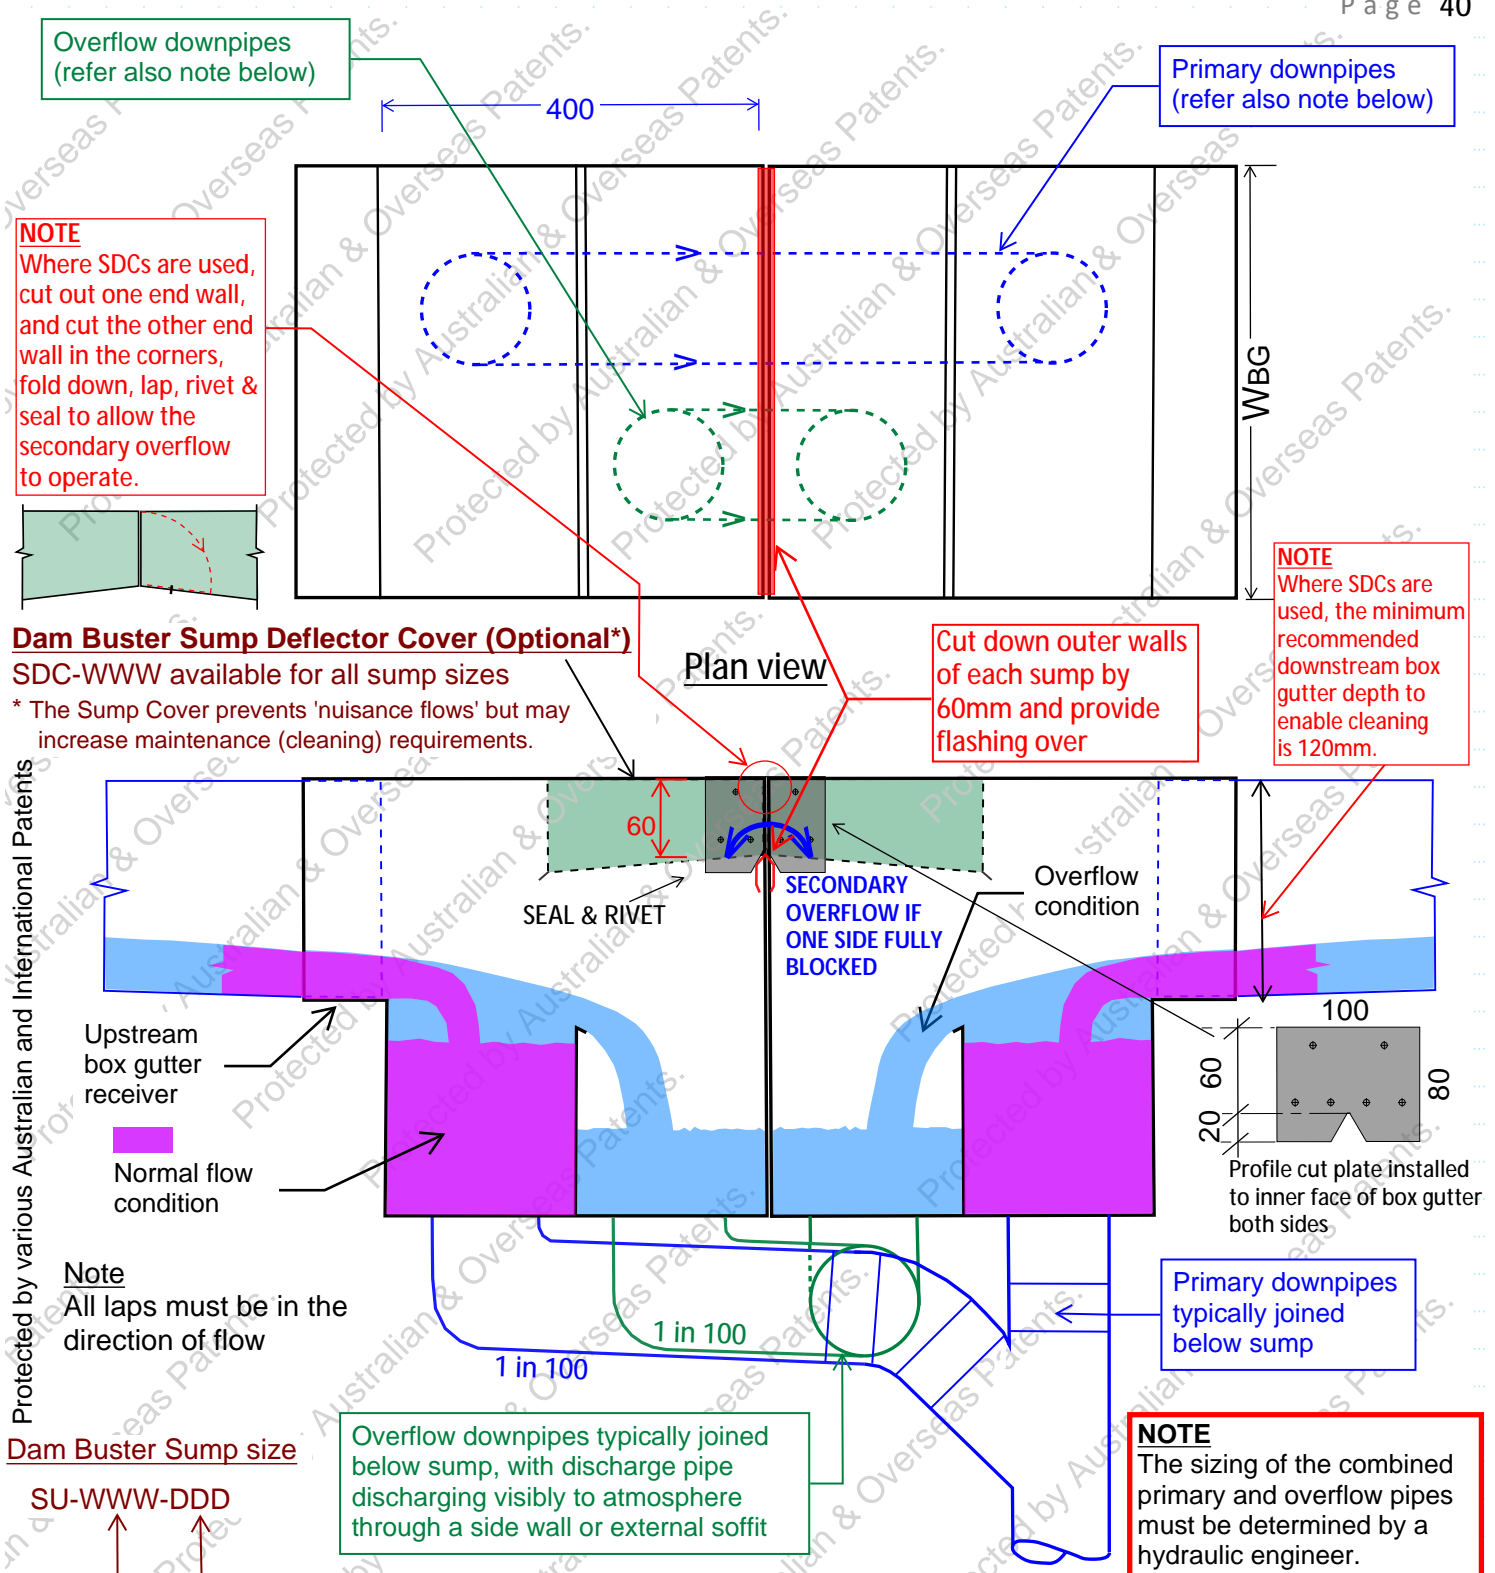 Page 40
Overflow downpipes
(refer also note below)
400
Primary downpipes
(refer also note below)
NOTE
Where SDCs are used,
cut out one end wall,
and cut the other end
wall in the corners,
fold down, lap, rivet &
seal to allow the
secondary overflow
to operate.
WBG
NOTE
Where SDCs are
used, the minimum
recommended
downstream box
gutter depth to
enable cleaning
is 120mm.
Dam Buster Sump Deflector Cover (Optional*)
SDC-WWW available for all sump sizes
* The Sump Cover prevents 'nuisance flows' but may
increase maintenance (cleaning) requirements.
Plan view
Cut down outer walls
of each sump by
60mm and provide
flashing over
60
SEAL & RIVET
SECONDARY
OVERFLOW IF
ONE SIDE FULLY
BLOCKED
Overflow
condition
Upstream
box gutter
receiver
Normal flow
condition
100
60
20
80
Profile cut plate installed
to inner face of box gutter
both sides
Note
All laps must be in the
direction of flow
1 in 100
1 in 100
Primary downpipes
typically joined
below sump
Overflow downpipes typically joined
below sump, with discharge pipe
discharging visibly to atmosphere
through a side wall or external soffit
NOTE
The sizing of the combined
primary and overflow pipes
must be determined by a
hydraulic engineer.
Dam Buster Sump size
SU-WWW-DDD
Protected by various Australian and International Patents
Protected by Australian & Overseas Patents.